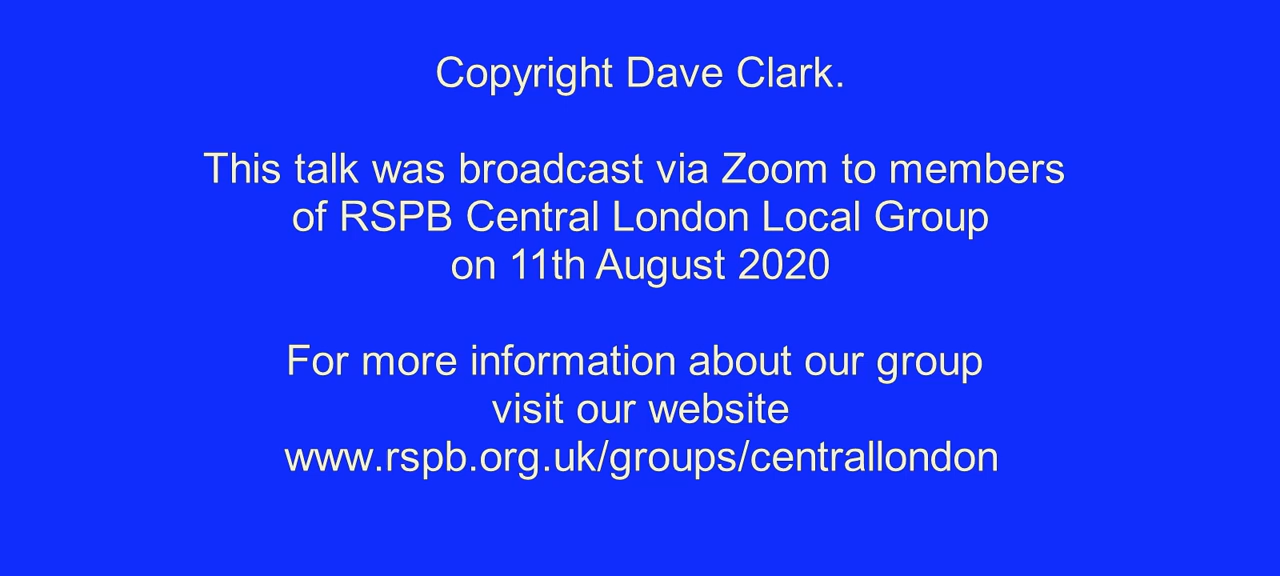 Copyright Dave Clark.
This talk was broadcast via Zoom to members
of RSPB Central London Local Group
on 11th August 2020
For more information about our group
visit our website
www.rspb.org.uk/groups/centrallondon